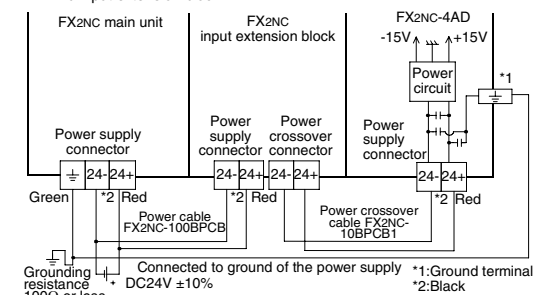 FX2NC main unit
FX2NC
input extension block
FX2NC-4AD
-15V
+15V
Power
circuit
*1
Power supply
connector
Power
supply
connector
Power
crossover
connector
Power
supply
connector
24- 24+
24- 24+
24- 24+
24- 24+
Green
*2 Red
*2 Red
*2 Red
Power cable
FX2NC-100BPCB
Power crossover
cable FX2NC-
10BPCB1
Connected to ground of the power supply
Grounding
resistance
DC24V ±10%
*1:Ground terminal
*2:Black